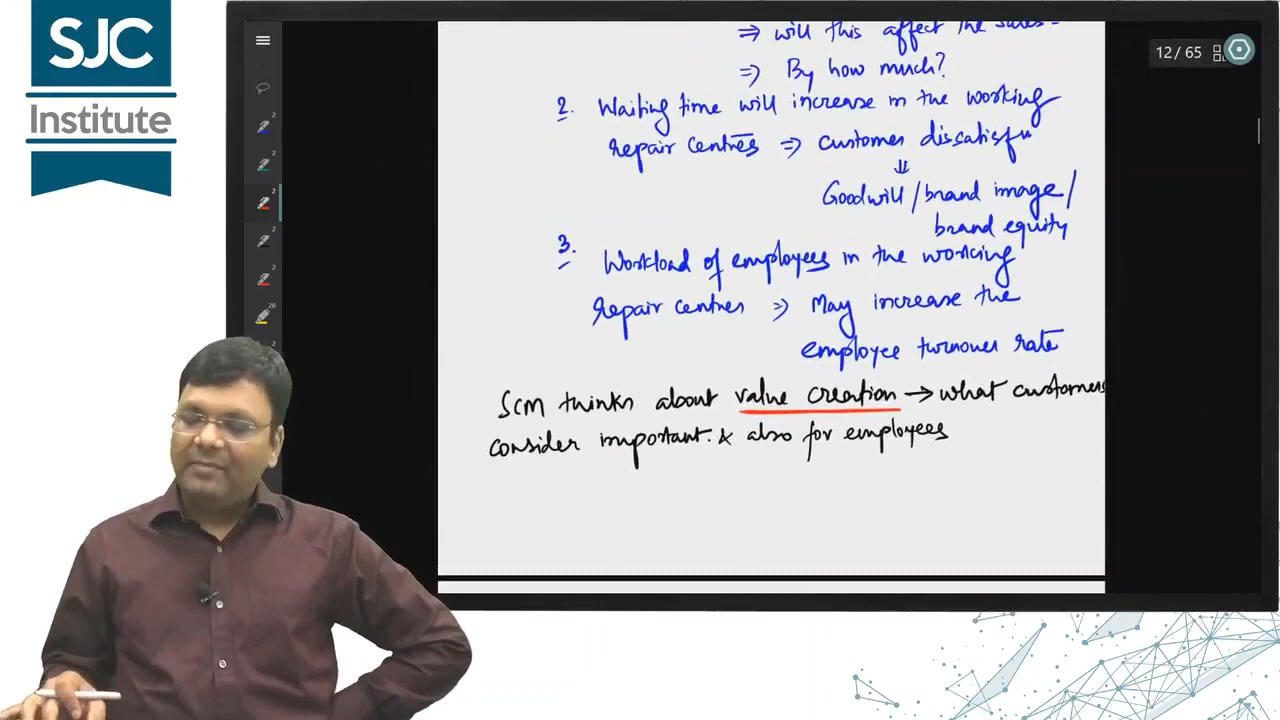 SJC
Institute
12 / 65
⇒ will this affect the sales-
⇒ By how much?
2. Waiting time will increase in the working
repair centres ⇒ customer dissatisfn
⇓
Goodwill / brand image /
brand equity
3. Workload of employees in the working
repair centres ⇒ May increase the
employee turnover rate
SCM thinks about value creation → what customers
consider important. & also for employees